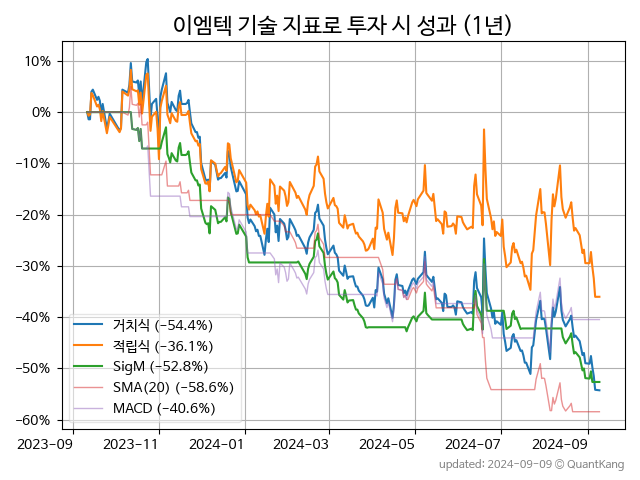 이엠텍 기술 지표로 투자 시 성과 (1년)
10%
0%
−10%
−20%
−30%
−40%
−50%
−60%
거치식 (−54.4%)
적립식 (−36.1%)
SigM (−52.8%)
SMA(20) (−58.6%)
MACD (−40.6%)
2023-09
2023-11
2024-01
2024-03
2024-05
2024-07
2024-09
updated: 2024-09-09 © QuantKang